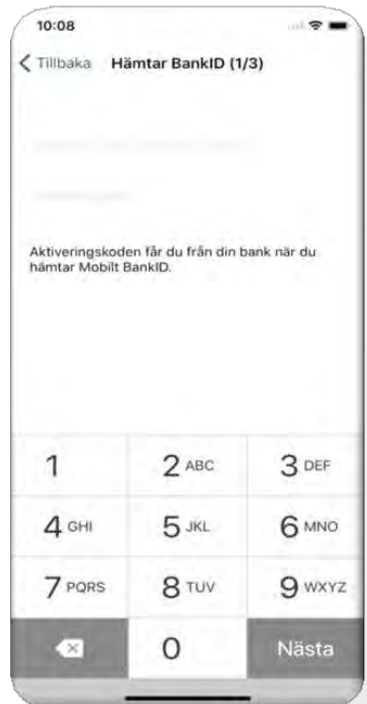 10:08
Tillbaka Hämtar BankID (1/3)
Aktiveringskoden får du från din bank när du
hämtar Mobilt BankID.
1 2 ABC 3 DEF
4 GHI 5 JKL 6 MNO
7 PQRS 8 TUV 9 WXYZ
0 Nästa